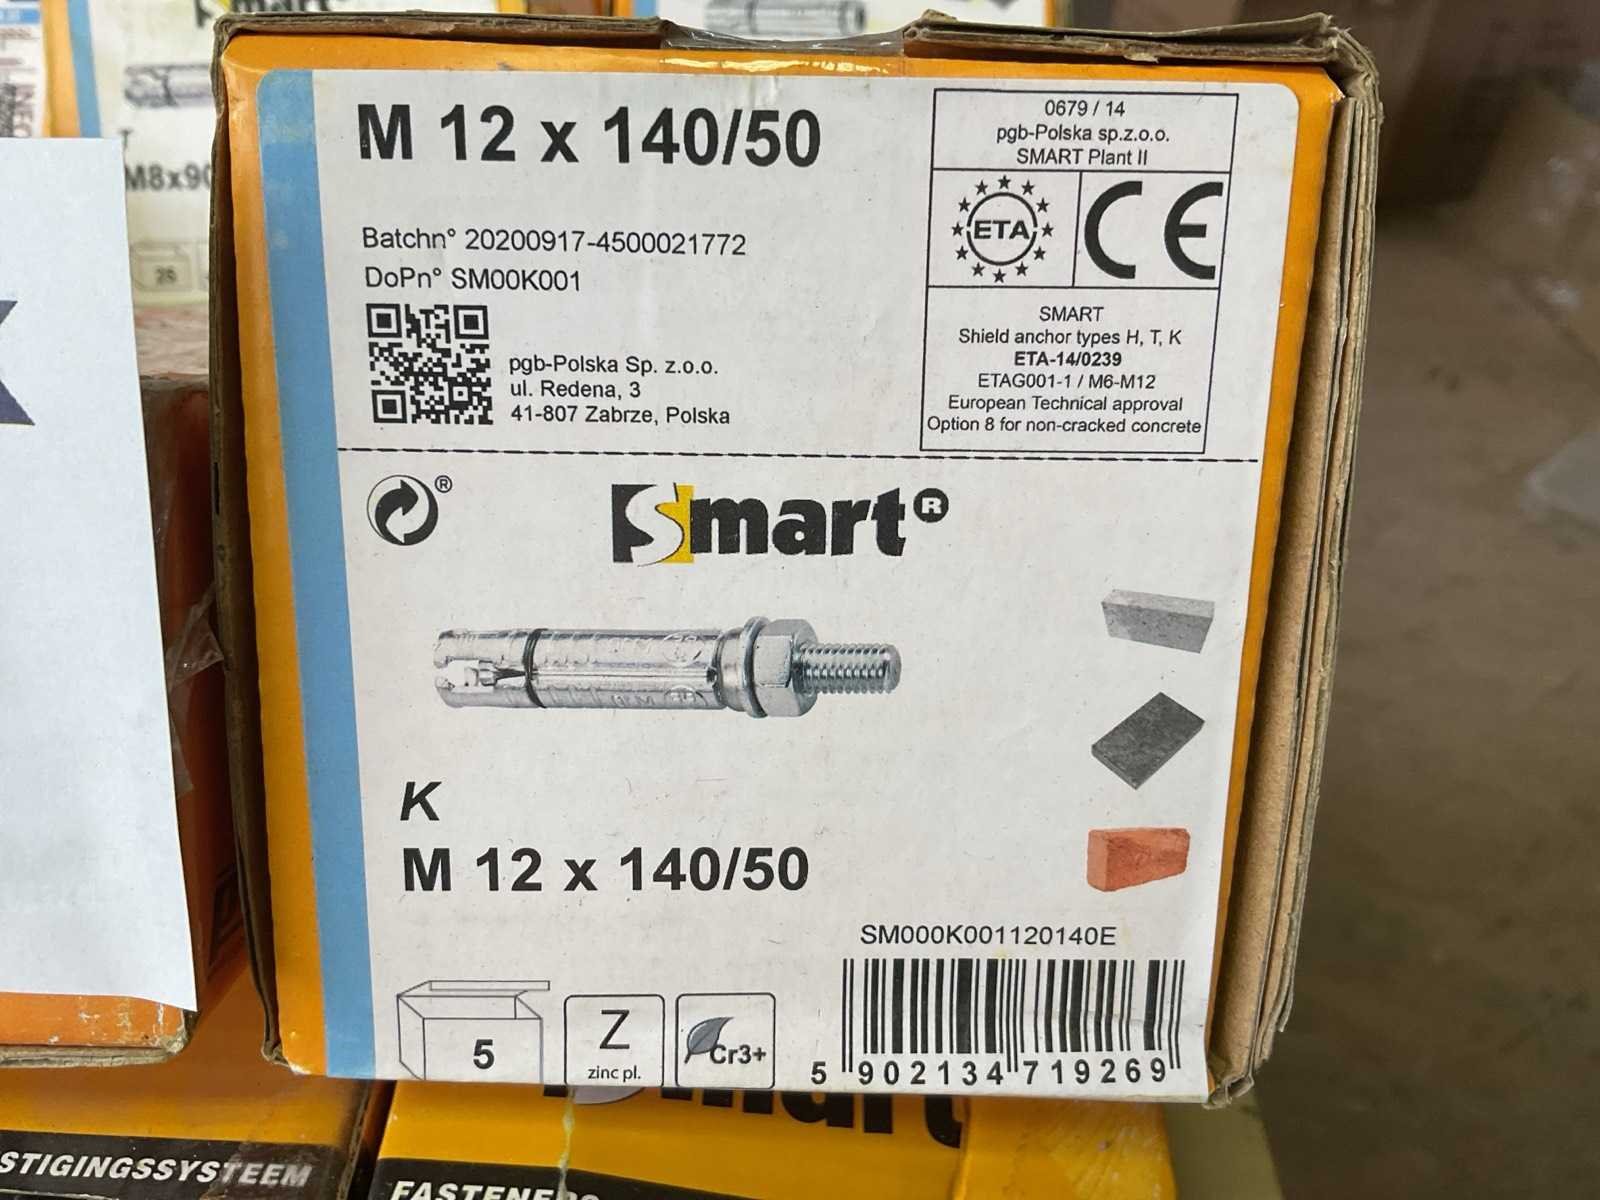 M8x90
26
M 12 x 140/50
Batchn° 20200917-4500021772
DoPn° SM00K001
pgb-Polska Sp. z.o.o.
ul. Redena, 3
41-807 Zabrze, Polska
0679 / 14
pgb-Polska sp.z.o.o.
SMART Plant II
ETA
CE
SMART
Shield anchor types H, T, K
ETA-14/0239
ETAG001-1 / M6-M12
European Technical approval
Option 8 for non-cracked concrete
®
Smart®
K
M 12 x 140/50
SM000K001120140E
5
Z
zinc pl.
Cr3+
5 902134 719269
STIGINGSSYSTEEM